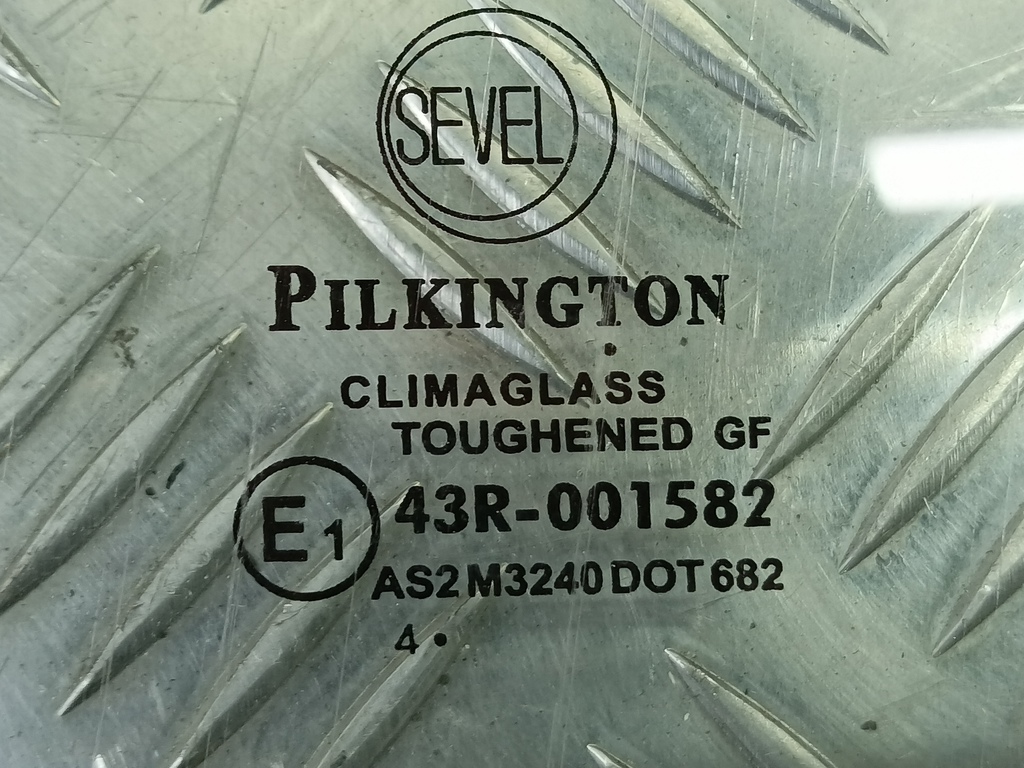 SEVEL
PILKINGTON
CLIMAGLASS
TOUGHENED GF
E1 43R-001582
AS2 M3240 DOT 682
4 •